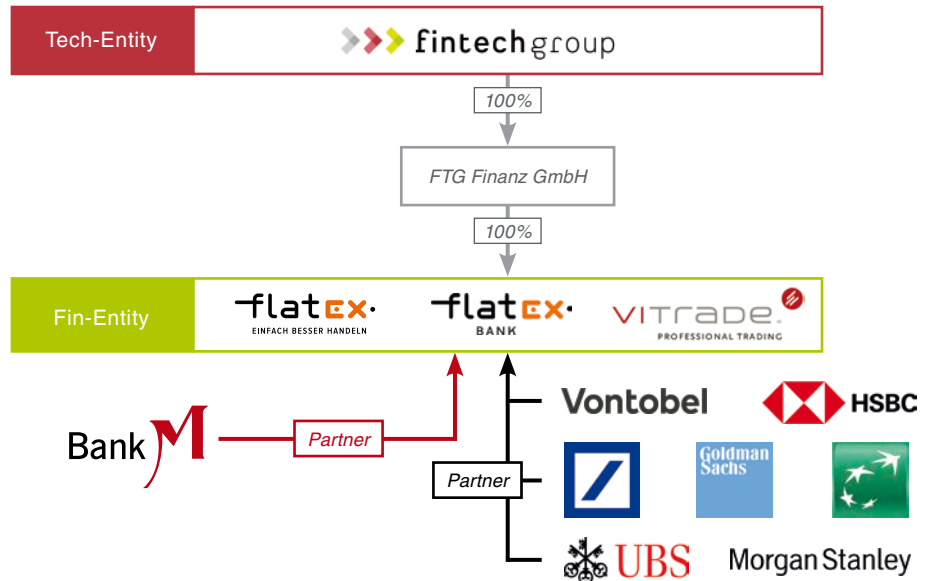 Tech-Entity
fintechgroup
100%
FTG Finanz GmbH
100%
Fin-Entity
flatex
EINFACH BESSER HANDELN
flatex
BANK
VITRADE.
PROFESSIONAL TRADING
Bank M
Partner
Partner
Vontobel
HSBC
Goldman
Sachs
UBS
Morgan Stanley